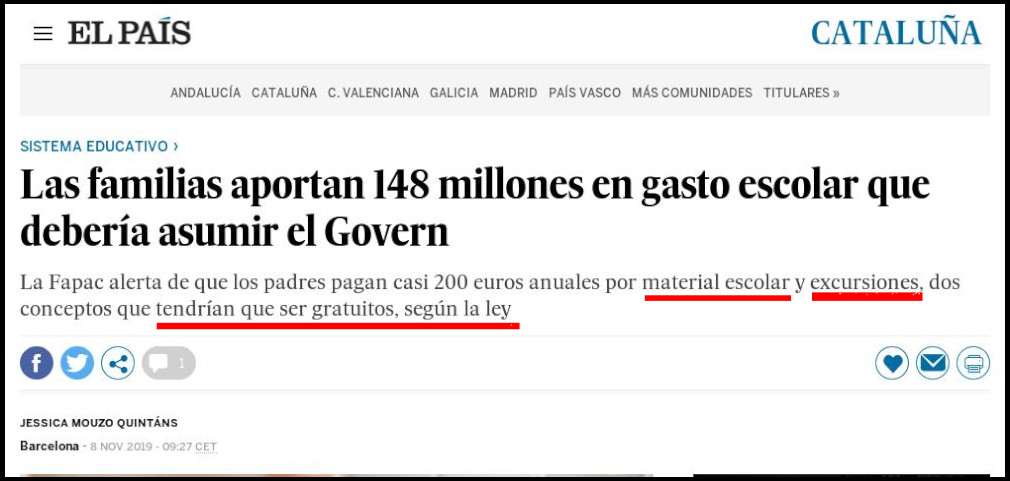 EL PAÍS
CATALUÑA
ANDALUCÍA CATALUÑA C. VALENCIANA GALICIA MADRID PAÍS VASCO MÁS COMUNIDADES TITULARES »
SISTEMA EDUCATIVO ›
Las familias aportan 148 millones en gasto escolar que
debería asumir el Govern
La Fapac alerta de que los padres pagan casi 200 euros anuales por material escolar y excursiones, dos
conceptos que tendrían que ser gratuitos, según la ley
1
JESSICA MOUZO QUINTÁNS
Barcelona - 8 NOV 2019 - 09:27 CET